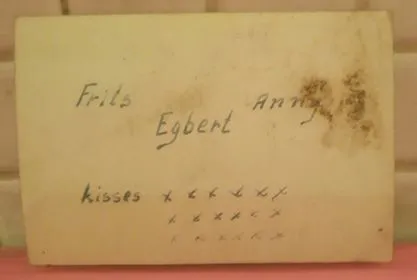 Frits Anny
Egbert
kisses x x x x x x
x x x x x x
x x x x x x